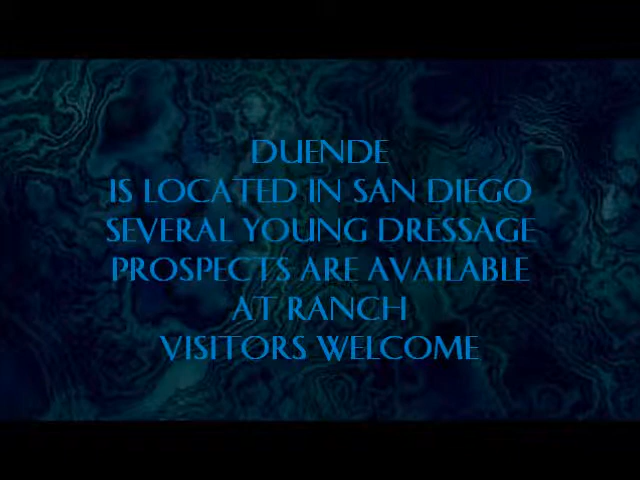 DUENDE
IS LOCATED IN SAN DIEGO
SEVERAL YOUNG DRESSAGE
PROSPECTS ARE AVAILABLE
AT RANCH
VISITORS WELCOME